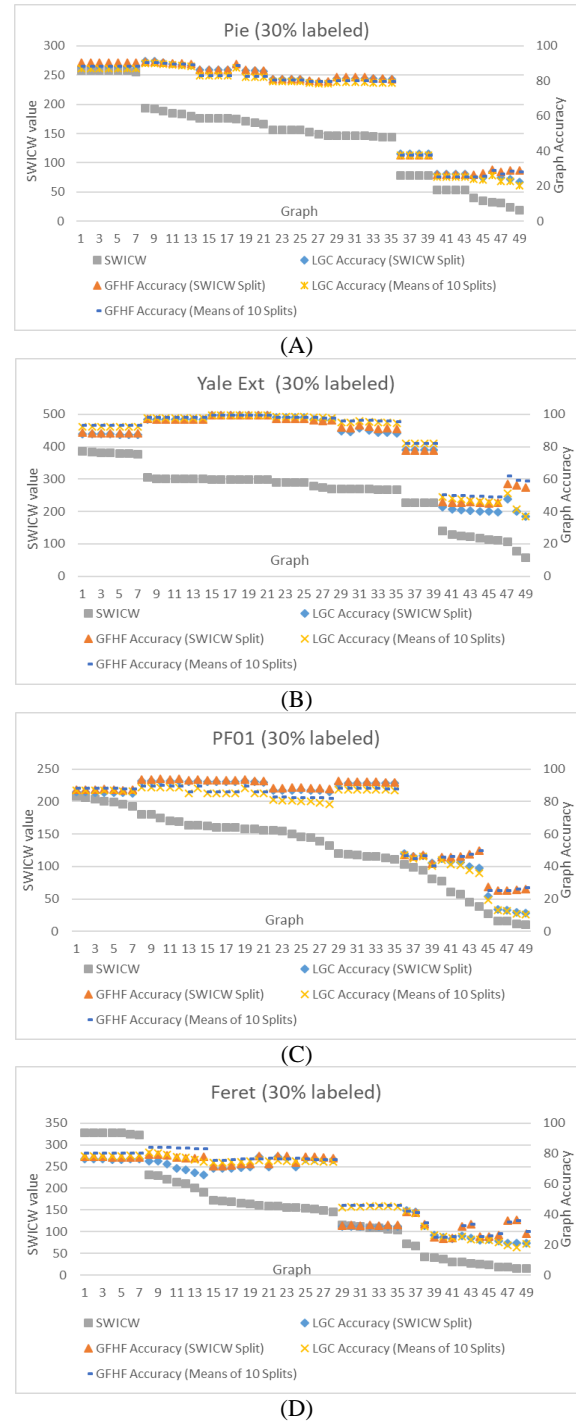 Pie (30% labeled)
SWICW value
300
250
200
150
100
50
0
Graph Accuracy
100
80
60
40
20
0
Graph
1 3 5 7 9 11 13 15 17 19 21 23 25 27 29 31 33 35 37 39 41 43 45 47 49
SWICW
LGC Accuracy (SWICW Split)
GFHF Accuracy (SWICW Split)
LGC Accuracy (Means of 10 Splits)
GFHF Accuracy (Means of 10 Splits)
(A)
Yale Ext (30% labeled)
SWICW value
500
400
300
200
100
0
Graph Accuracy
100
80
60
40
20
0
Graph
1 3 5 7 9 11 13 15 17 19 21 23 25 27 29 31 33 35 37 39 41 43 45 47 49
SWICW
LGC Accuracy (SWICW Split)
GFHF Accuracy (SWICW Split)
LGC Accuracy (Means of 10 Splits)
GFHF Accuracy (Means of 10 Splits)
(B)
PF01 (30% labeled)
SWICW value
250
200
150
100
50
0
Graph Accuracy
100
80
60
40
20
0
Graph
1 3 5 7 9 11 13 15 17 19 21 23 25 27 29 31 33 35 37 39 41 43 45 47 49
SWICW
LGC Accuracy (SWICW Split)
GFHF Accuracy (SWICW Split)
LGC Accuracy (Means of 10 Splits)
GFHF Accuracy (Means of 10 Splits)
(C)
Feret (30% labeled)
SWICW value
350
300
250
200
150
100
50
0
Graph Accuracy
100
80
60
40
20
0
Graph
1 3 5 7 9 11 13 15 17 19 21 23 25 27 29 31 33 35 37 39 41 43 45 47 49
SWICW
LGC Accuracy (SWICW Split)
GFHF Accuracy (SWICW Split)
LGC Accuracy (Means of 10 Splits)
GFHF Accuracy (Means of 10 Splits)
(D)